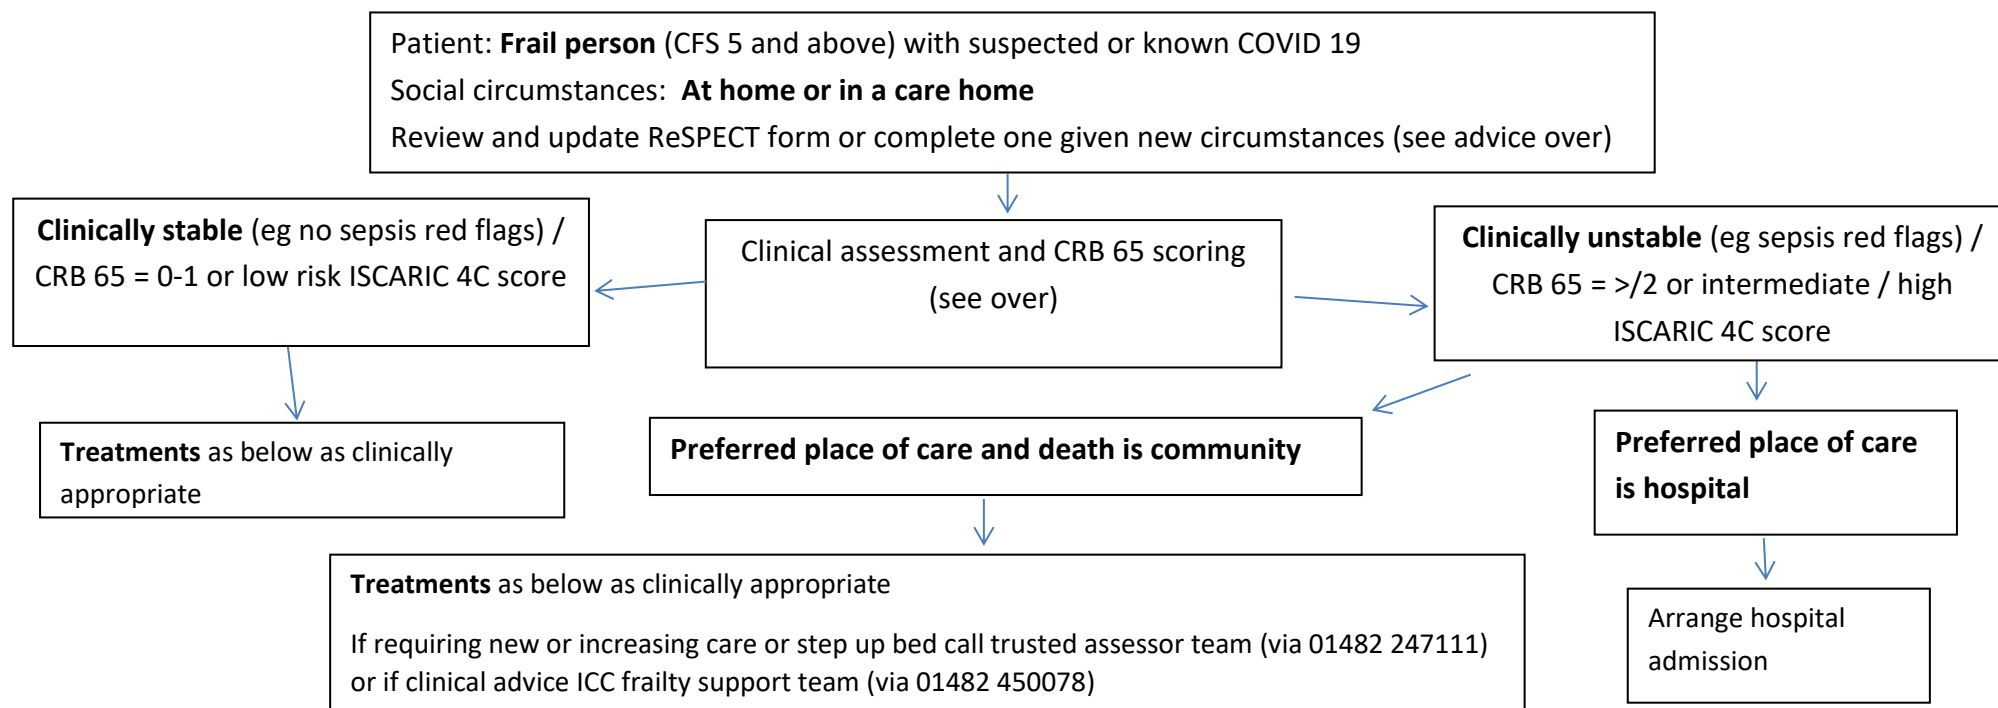 Patient: Frail person (CFS 5 and above) with suspected or known COVID 19
Social circumstances: At home or in a care home
Review and update ReSPECT form or complete one given new circumstances (see advice over)
Clinically stable (eg no sepsis red flags) /
CRB 65 = 0-1 or low risk ISCARIC 4C score
Clinical assessment and CRB 65 scoring
(see over)
Clinically unstable (eg sepsis red flags) /
CRB 65 = >/2 or intermediate / high
ISCARIC 4C score
Treatments as below as clinically
appropriate
Preferred place of care and death is community
Preferred place of care
is hospital
Treatments as below as clinically appropriate
If requiring new or increasing care or step up bed call trusted assessor team (via 01482 247111)
or if clinical advice ICC frailty support team (via 01482 450078)
Arrange hospital
admission